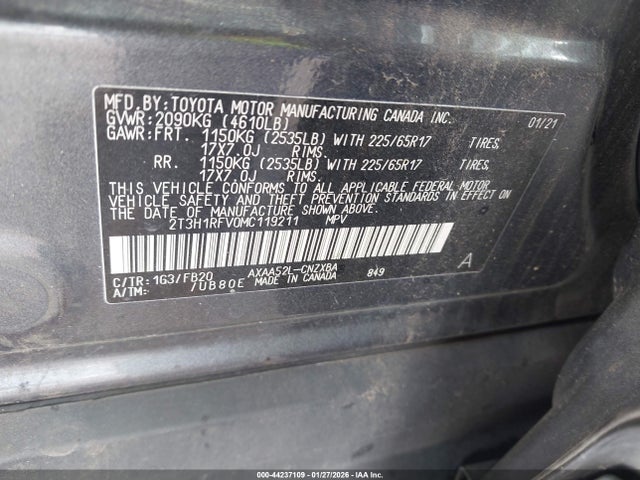 MFD.BY: TOYOTA MOTOR MANUFACTURING CANADA INC. 01/21
GVWR: 2090KG (4610LB)
GAWR: FRT. 1150KG (2535LB) WITH 225/65R17 TIRES,
17X7.0J RIMS.
RR. 1150KG (2535LB) WITH 225/65R17 TIRES,
17X7.0J RIMS.
THIS VEHICLE CONFORMS TO ALL APPLICABLE FEDERAL MOTOR
VEHICLE SAFETY AND THEFT PREVENTION STANDARDS IN EFFECT ON
THE DATE OF MANUFACTURE SHOWN ABOVE.
2T3H1RFV0MC119211 MPV
C/TR: 1G3/FB20 AXAA52L-CNZXBA 849 A
A/TM: /UB80E MADE IN CANADA
000-44237109 | 01/27/2026 | IAA Inc.